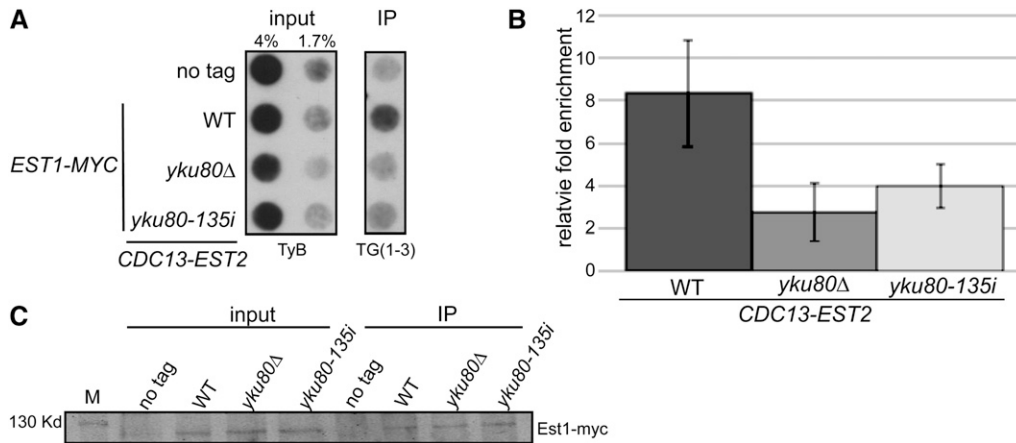 A
input
IP
4%
1.7%
no tag
WT
EST1-MYC
yku80Δ
yku80-135i
CDC13-EST2
TyB
TG(1-3)
B
relatvie fold enrichment
12
10
8
6
4
2
0
WT
yku80Δ
yku80-135i
CDC13-EST2
C
input
IP
M
no tag
WT
yku80Δ
yku80-135i
no tag
WT
yku80Δ
yku80-135i
130 Kd
Est1-myc